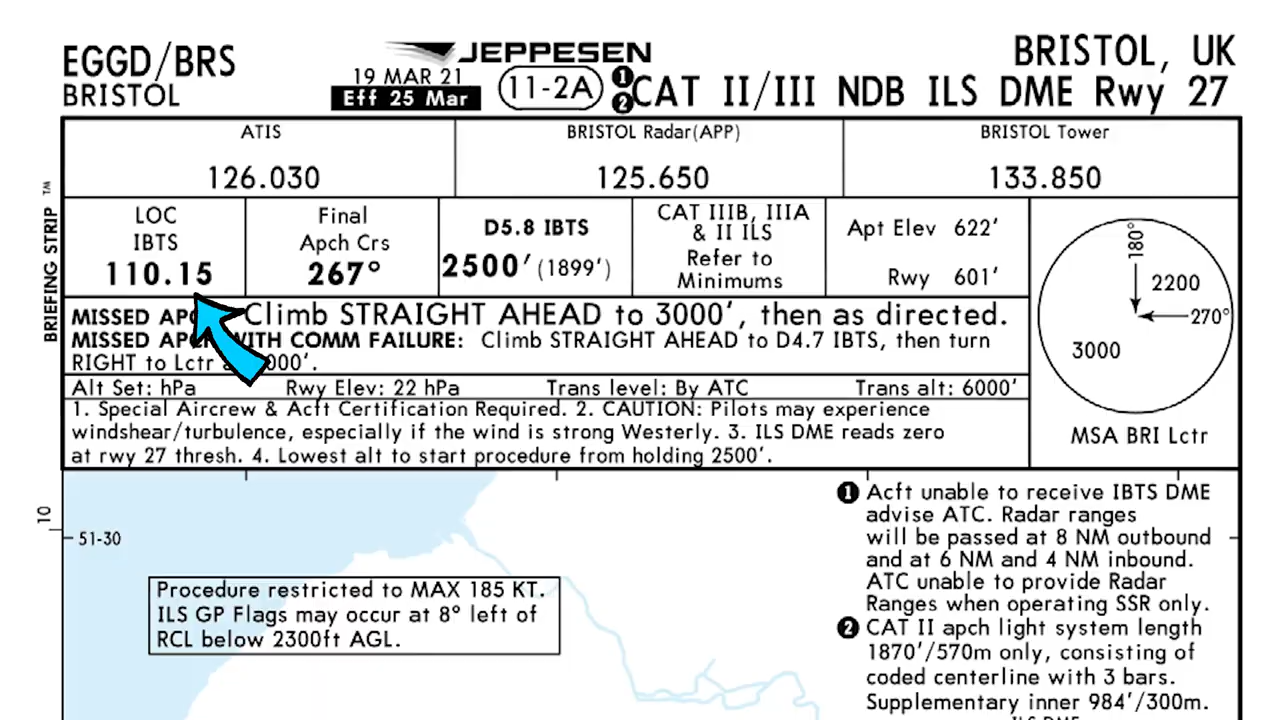 EGGD/BRS
BRISTOL
JEPPESEN
19 MAR 21
Eff 25 Mar
11-2A
BRISTOL, UK
1 CAT II/III NDB ILS DME Rwy 27
2
BRIEFING STRIP ™
ATIS
126.030
BRISTOL Radar(APP)
125.650
BRISTOL Tower
133.850
LOC
IBTS
110.15
Final
Apch Crs
267°
D5.8 IBTS
2500' (1899')
CAT IIIB, IIIA
& II ILS
Refer to
Minimums
Apt Elev 622'
Rwy 601'
180°
2200
270°
3000
MSA BRI Lctr
MISSED Climb STRAIGHT AHEAD to 3000', then as directed.
MISSED WITH COMM FAILURE: Climb STRAIGHT AHEAD to D4.7 IBTS, then turn
RIGHT to Lctr
Alt Set: hPa Rwy Elev: 22 hPa Trans level: By ATC Trans alt: 6000'
1. Special Aircrew & Acft Certification Required. 2. CAUTION: Pilots may experience
windshear/turbulence, especially if the wind is strong Westerly. 3. ILS DME reads zero
at rwy 27 thresh. 4. Lowest alt to start procedure from holding 2500'.
10
51-30
Procedure restricted to MAX 185 KT.
ILS GP Flags may occur at 8° left of
RCL below 2300ft AGL.
1 Acft unable to receive IBTS DME
advise ATC. Radar ranges
will be passed at 8 NM outbound
and at 6 NM and 4 NM inbound.
ATC unable to provide Radar
Ranges when operating SSR only.
2 CAT II apch light system length
1870'/570m only, consisting of
coded centerline with 3 bars.
Supplementary inner 984'/300m.
ILS DME